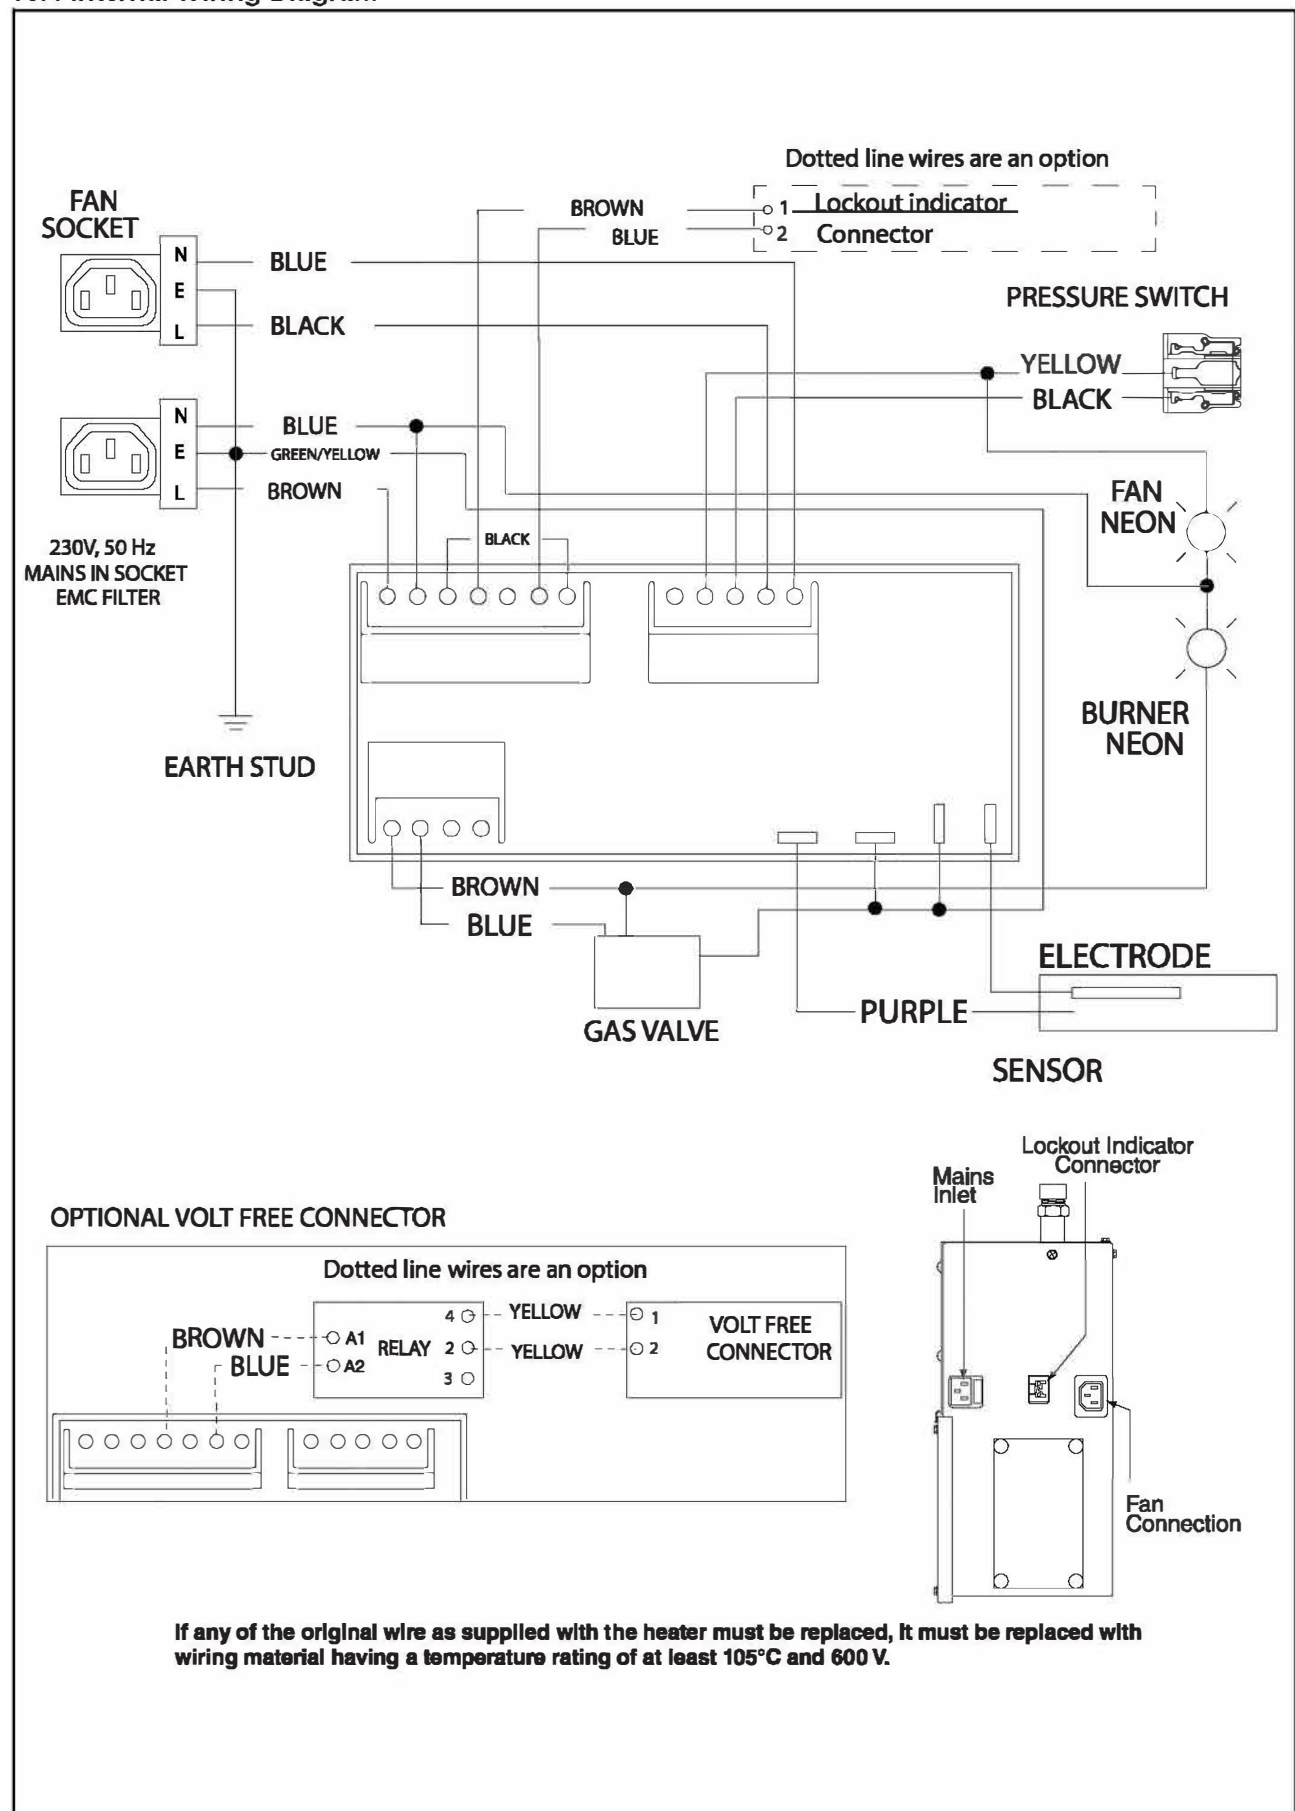 Dotted line wires are an option
FAN
SOCKET
BROWN
1 Lockout indicator
BLUE
2 Connector
N
BLUE
E
L
BLACK
PRESSURE SWITCH
YELLOW
BLACK
N
BLUE
E
GREEN/YELLOW
L
BROWN
230V, 50 Hz
MAINS IN SOCKET
EMC FILTER
BLACK
FAN
NEON
BURNER
NEON
EARTH STUD
BROWN
BLUE
GAS VALVE
ELECTRODE
PURPLE
SENSOR
Lockout Indicator
Connector
Mains
Inlet
Fan
Connection
OPTIONAL VOLT FREE CONNECTOR
Dotted line wires are an option
BROWN
BLUE
A1
A2
RELAY
4
2
3
YELLOW
YELLOW
1
2
VOLT FREE
CONNECTOR
If any of the original wire as supplied with the heater must be replaced, it must be replaced with
wiring material having a temperature rating of at least 105°C and 600 V.